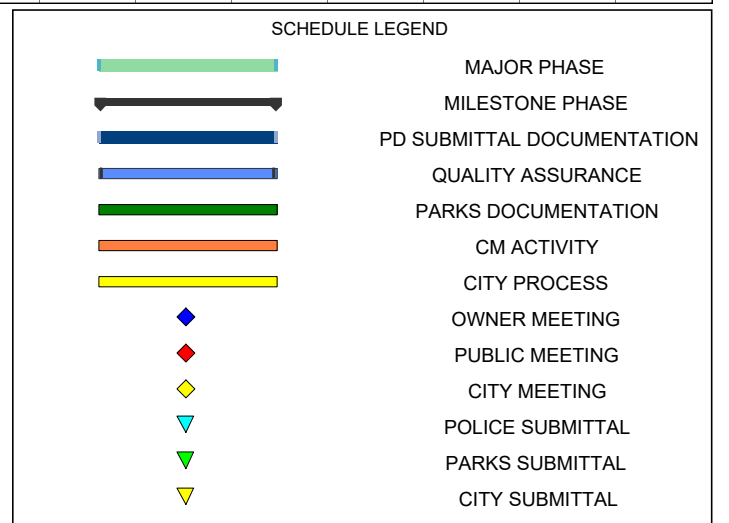 SCHEDULE LEGEND
MAJOR PHASE
MILESTONE PHASE
PD SUBMITTAL DOCUMENTATION
QUALITY ASSURANCE
PARKS DOCUMENTATION
CM ACTIVITY
CITY PROCESS
OWNER MEETING
PUBLIC MEETING
CITY MEETING
POLICE SUBMITTAL
PARKS SUBMITTAL
CITY SUBMITTAL